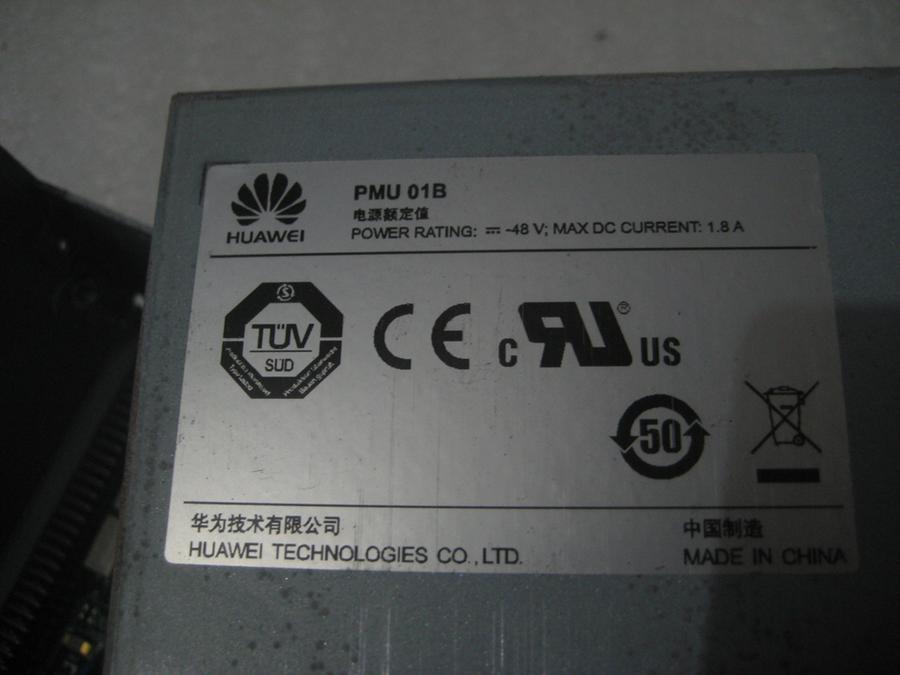 HUAWEI
PMU 01B
电源额定值
POWER RATING: ⎓ -48 V; MAX DC CURRENT: 1.8 A
TÜV
SÜD
CE
C RU® US
50
华为技术有限公司
HUAWEI TECHNOLOGIES CO., LTD.
中国制造
MADE IN CHINA